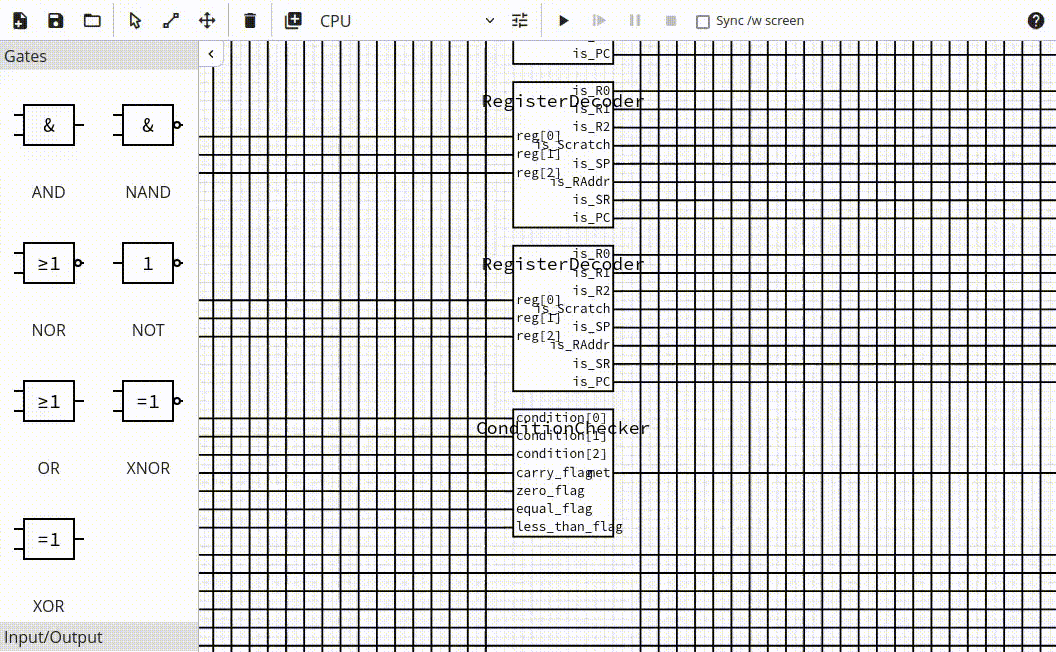 CPU
Sync /w screen
Gates
&
&
AND
NAND
≥1
1
NOR
NOT
≥1
=1
OR
XNOR
=1
XOR
Input/Output
is_PC
RegisterDecoder
is_R0
is_R1
reg[0]
is_R2
is_Scratch
reg[1]
is_SP
reg[2]
is_RAddr
is_SR
is_PC
RegisterDecoder
is_R0
is_R1
reg[0]
is_R2
is_Scratch
reg[1]
is_SP
reg[2]
is_RAddr
is_SR
is_PC
condition[0]
ConditionChecker
condition[1]
condition[2]
carry_flag
met
zero_flag
equal_flag
less_than_flag